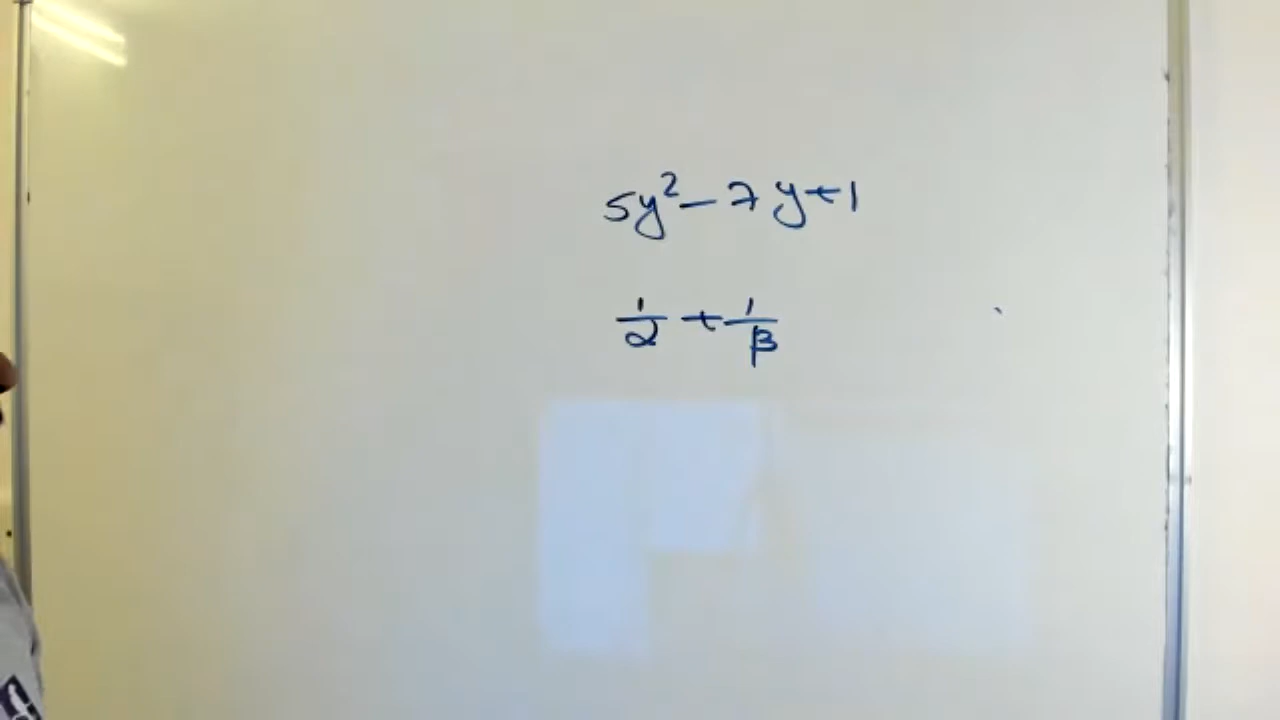 5y² - 7y + 1
1/α + 1/β